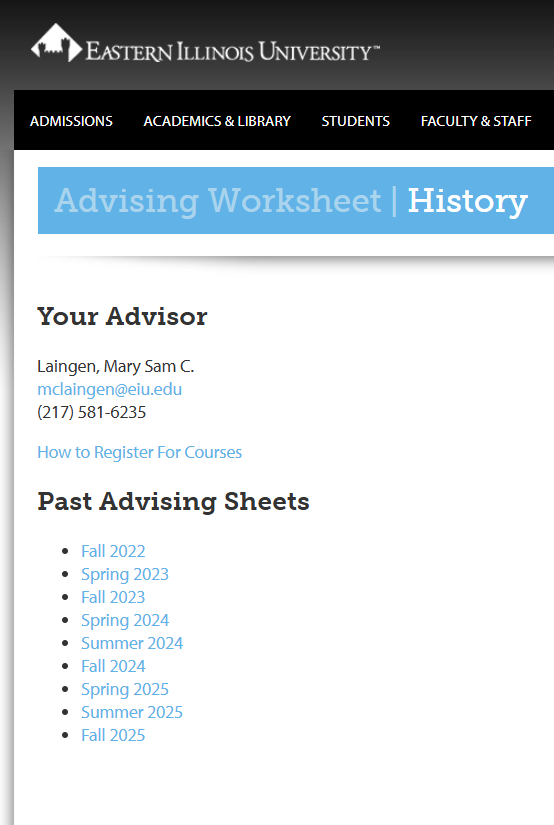 EASTERN ILLINOIS UNIVERSITY™
ADMISSIONS ACADEMICS & LIBRARY STUDENTS FACULTY & STAFF
Advising Worksheet | History
Your Advisor
Laingen, Mary Sam C.
mclaingen@eiu.edu
(217) 581-6235
How to Register For Courses
Past Advising Sheets
• Fall 2022
• Spring 2023
• Fall 2023
• Spring 2024
• Summer 2024
• Fall 2024
• Spring 2025
• Summer 2025
• Fall 2025